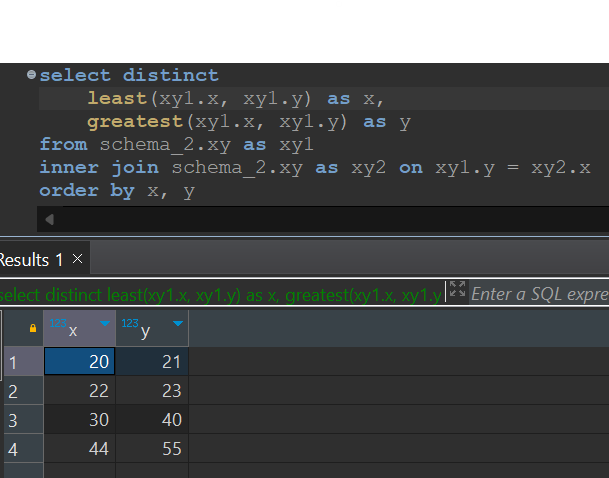 select distinct
least(xy1.x, xy1.y) as x,
greatest(xy1.x, xy1.y) as y
from schema_2.xy as xy1
inner join schema_2.xy as xy2 on xy1.y = xy2.x
order by x, y
Results 1 ×
select distinct least(xy1.x, xy1.y) as x, greatest(xy1.x, xy1.y Enter a SQL expre
123 x 123 y
1 20 21
2 22 23
3 30 40
4 44 55